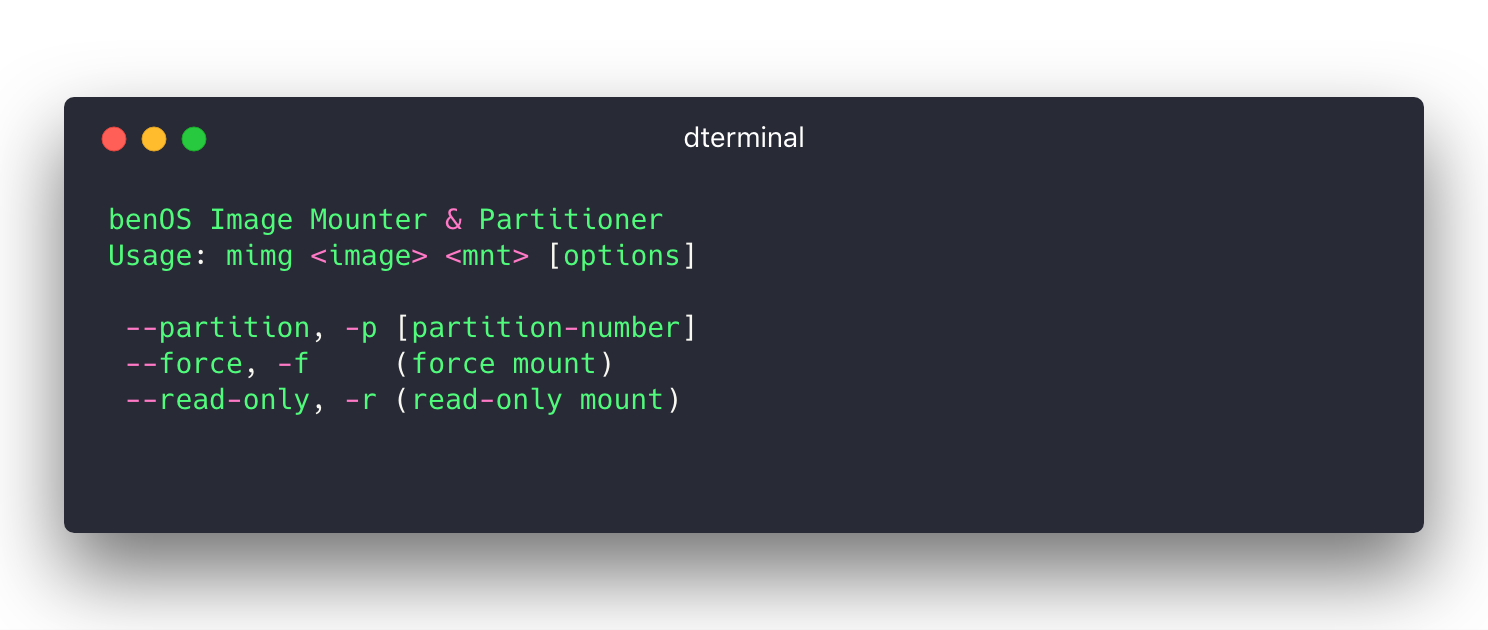 dterminal
benOS Image Mounter & Partitioner
Usage: mimg <image> <mnt> [options]
--partition, -p [partition-number]
--force, -f     (force mount)
--read-only, -r (read-only mount)